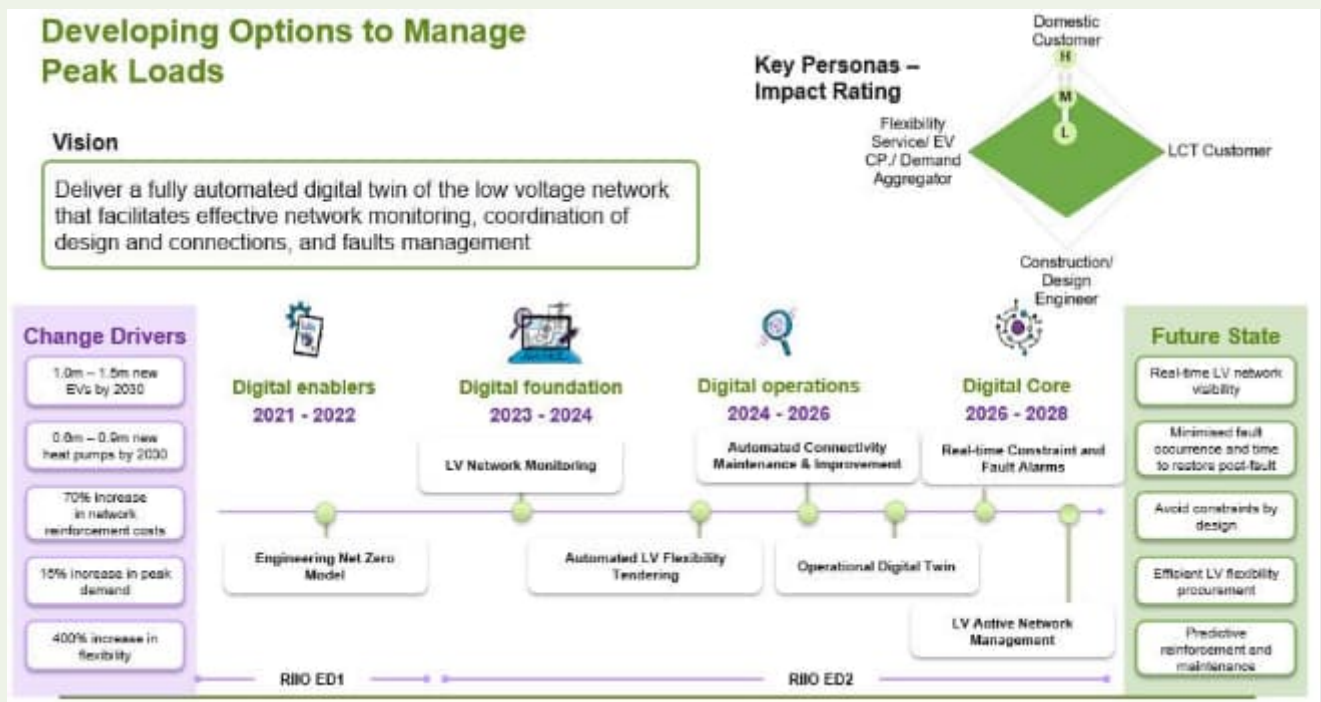 Developing Options to Manage
Peak Loads
Vision
Deliver a fully automated digital twin of the low voltage network
that facilitates effective network monitoring, coordination of
design and connections, and faults management
Key Personas –
Impact Rating
Domestic
Customer
H
M
L
Flexibility
Service/ EV
CP./ Demand
Aggregator
LCT Customer
Construction/
Design
Engineer
Change Drivers
1.0m – 1.5m new
EVs by 2030
0.6m – 0.9m new
heat pumps by 2030
70% increase
in network
reinforcement costs
15% increase in peak
demand
400% increase in
flexibility
Digital enablers
2021 - 2022
Digital foundation
2023 - 2024
Digital operations
2024 - 2026
Digital Core
2026 - 2028
LV Network Monitoring
Automated Connectivity
Maintenance & Improvement
Real-time Constraint and
Fault Alarms
Engineering Net Zero
Model
Automated LV Flexibility
Tendering
Operational Digital Twin
LV Active Network
Management
RIIO ED1
RIIO ED2
Future State
Real-time LV network
visibility
Minimised fault
occurrence and time
to restore post-fault
Avoid constraints by
design
Efficient LV flexibility
procurement
Predictive
reinforcement and
maintenance